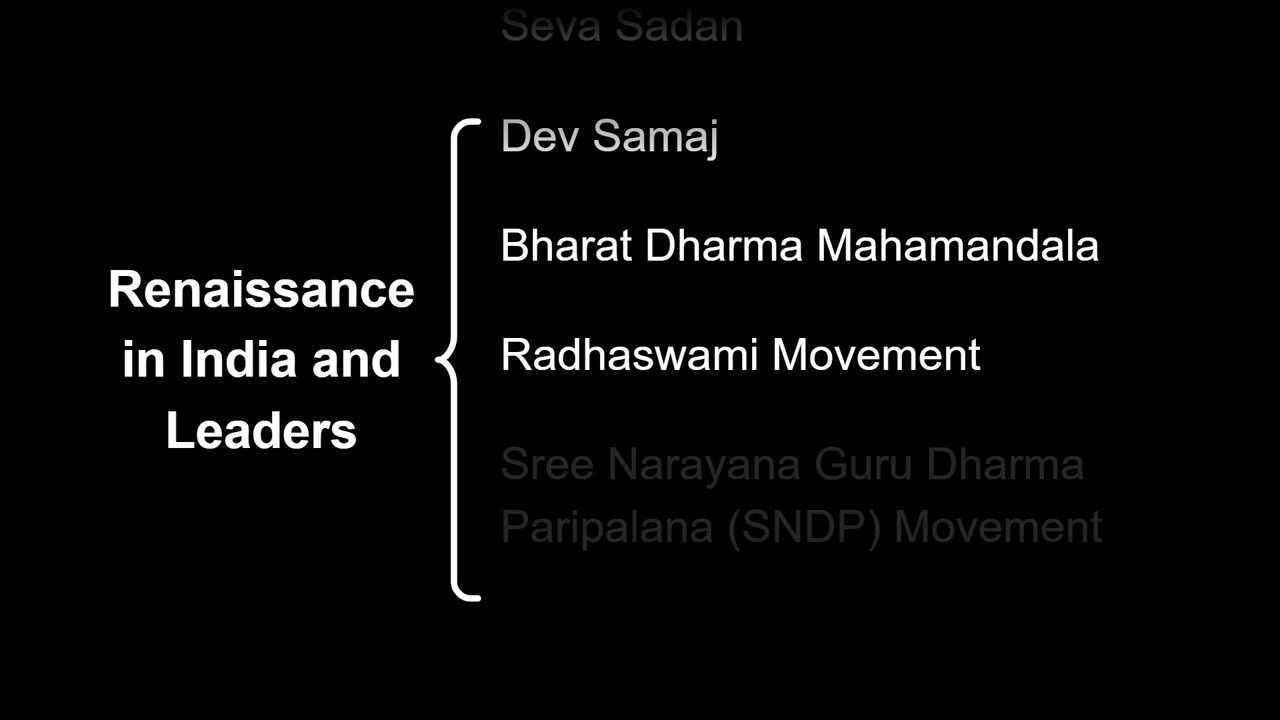 Seva Sadan
Dev Samaj
Bharat Dharma Mahamandala
Renaissance
in India and
Leaders
Radhaswami Movement
Sree Narayana Guru Dharma
Paripalana (SNDP) Movement